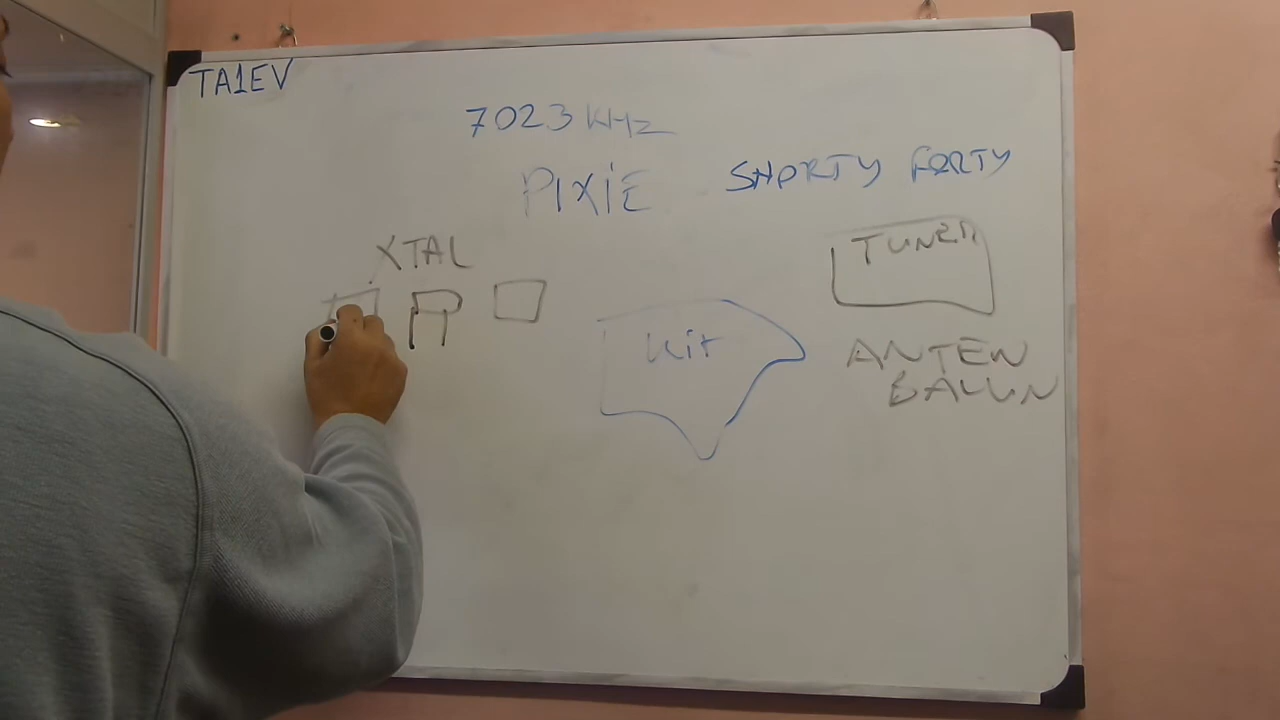 TA1EV
7023 KHz
PIXIE
SHORTY FORTY
XTAL
TUNER
Kit
ANTEN
BALUN